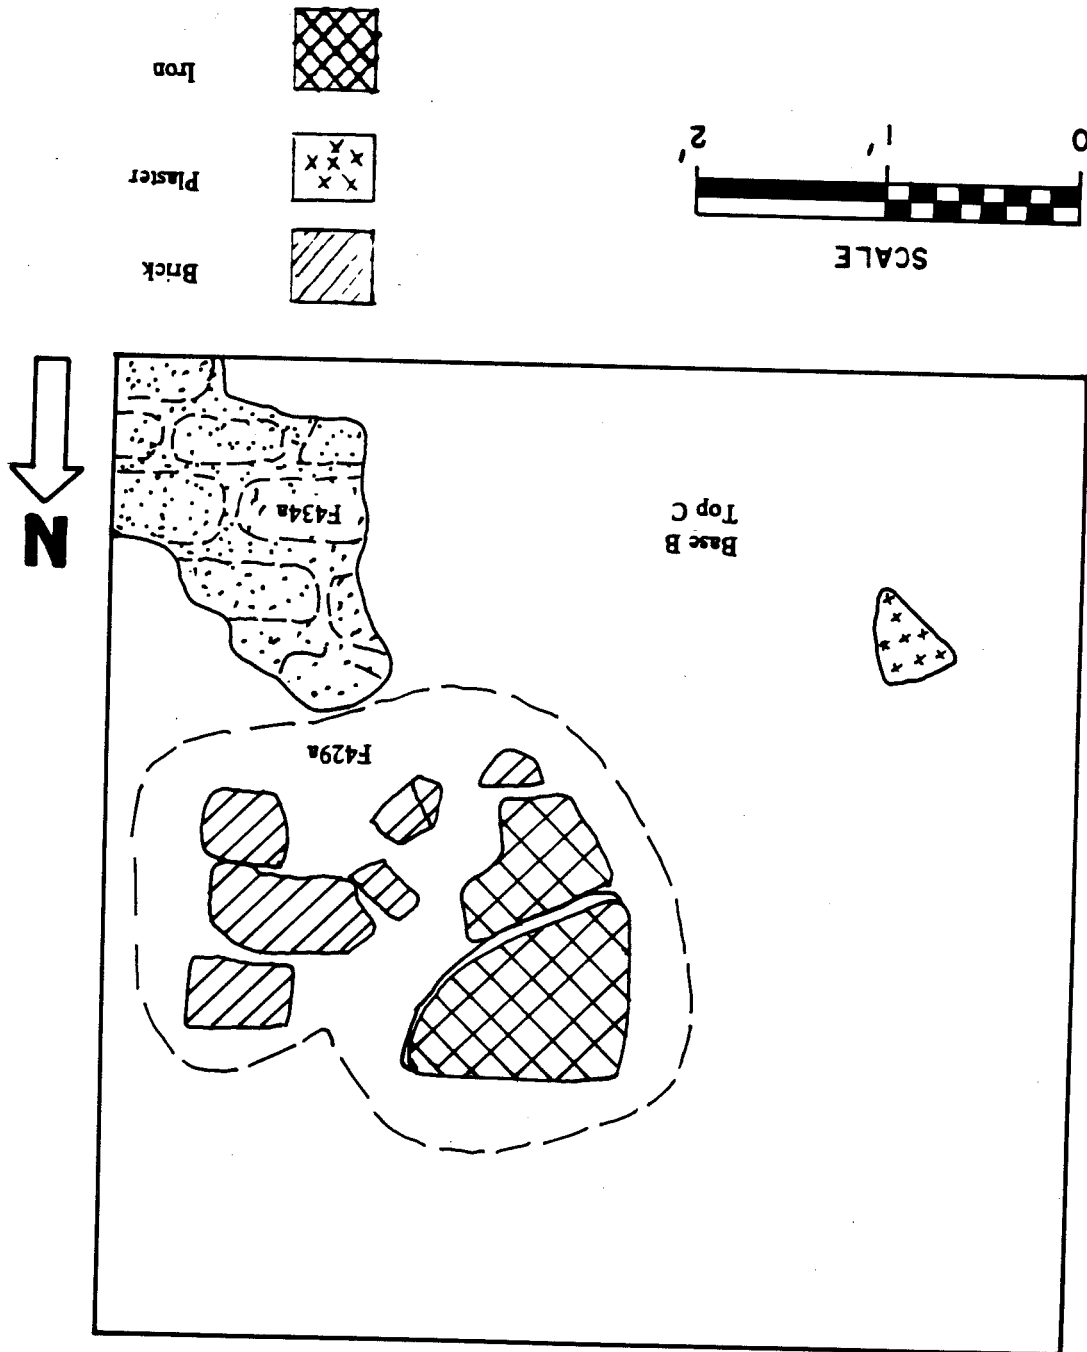 F429a
F434a
Base B
Top C
N
SCALE
0 1' 2'
Brick
Plaster
Iron